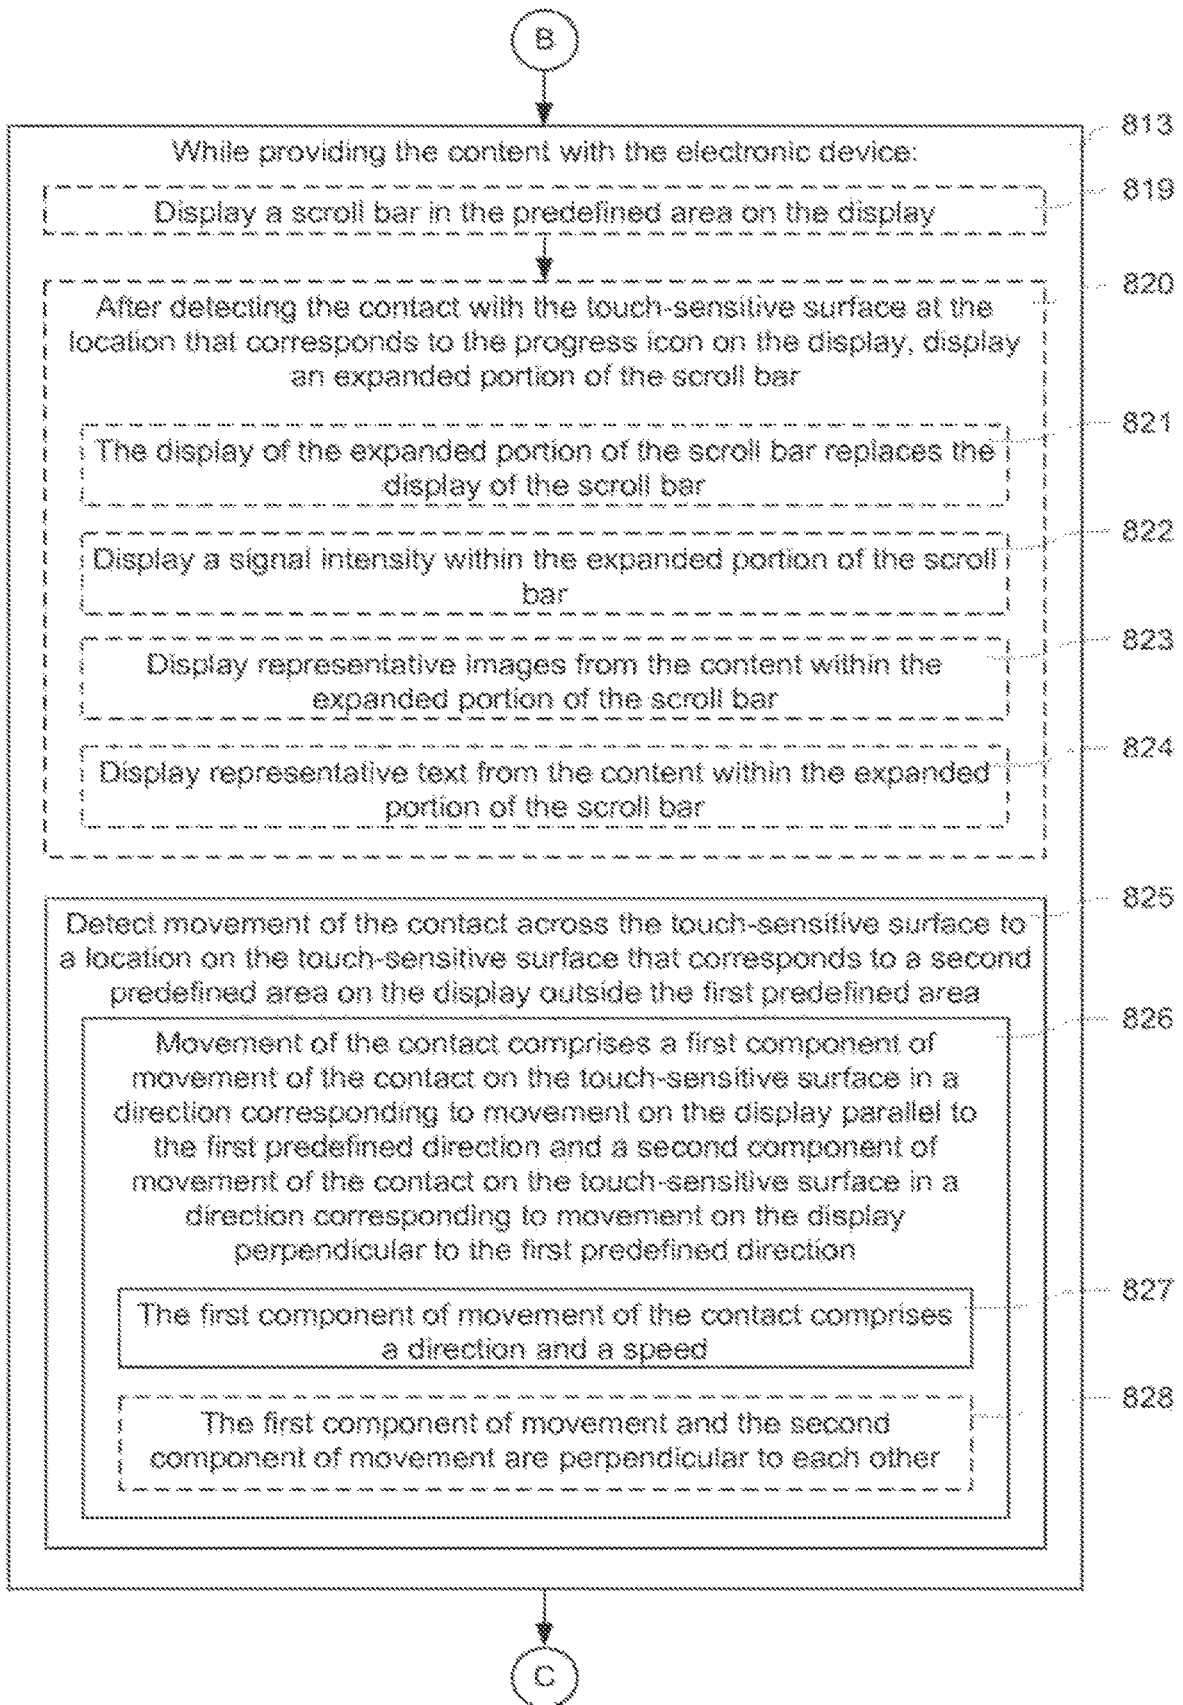 B
While providing the content with the electronic device:
813
Display a scroll bar in the predefined area on the display
819
After detecting the contact with the touch-sensitive surface at the
820
location that corresponds to the progress icon on the display, display
an expanded portion of the scroll bar
The display of the expanded portion of the scroll bar replaces the
821
display of the scroll bar
Display a signal intensity within the expanded portion of the scroll
822
bar
Display representative images from the content within the
823
expanded portion of the scroll bar
Display representative text from the content within the expanded
824
portion of the scroll bar
Detect movement of the contact across the touch-sensitive surface to
825
a location on the touch-sensitive surface that corresponds to a second
predefined area on the display outside the first predefined area
Movement of the contact comprises a first component of
826
movement of the contact on the touch-sensitive surface in a
direction corresponding to movement on the display parallel to
the first predefined direction and a second component of
movement of the contact on the touch-sensitive surface in a
direction corresponding to movement on the display
perpendicular to the first predefined direction
The first component of movement of the contact comprises
827
a direction and a speed
The first component of movement and the second
828
component of movement are perpendicular to each other
C